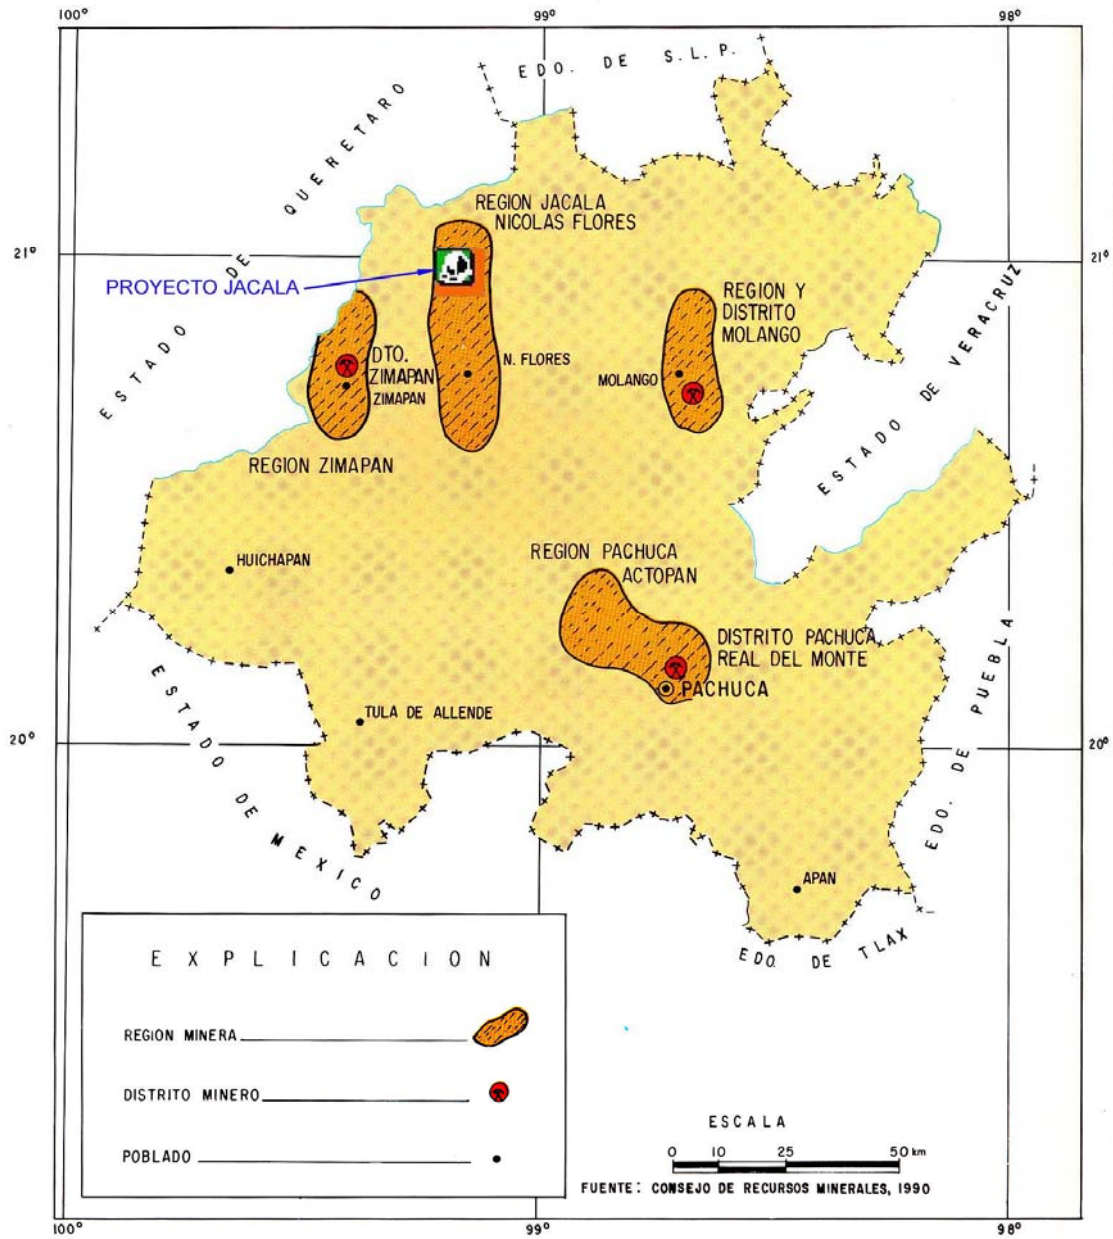 100°
99°
98°
EDO. DE S.L.P.
ESTADO DE QUERETARO
REGION JACALA
NICOLAS FLORES
21°
21°
PROYECTO JACALA
REGION Y
DISTRITO
MOLANGO
DTO.
ZIMAPAN
ZIMAPAN
N. FLORES
MOLANGO
REGION ZIMAPAN
ESTADO DE VERACRUZ
HUICHAPAN
REGION PACHUCA
ACTOPAN
DISTRITO PACHUCA
REAL DEL MONTE
PACHUCA
TULA DE ALLENDE
20°
20°
ESTADO DE MEXICO
EDO. DE PUEBLA
APAN
EDO. DE TLAX
EXPLICACION
REGION MINERA
DISTRITO MINERO
POBLADO
ESCALA
0 10 25 50 km
FUENTE: CONSEJO DE RECURSOS MINERALES, 1990
100°
99°
98°